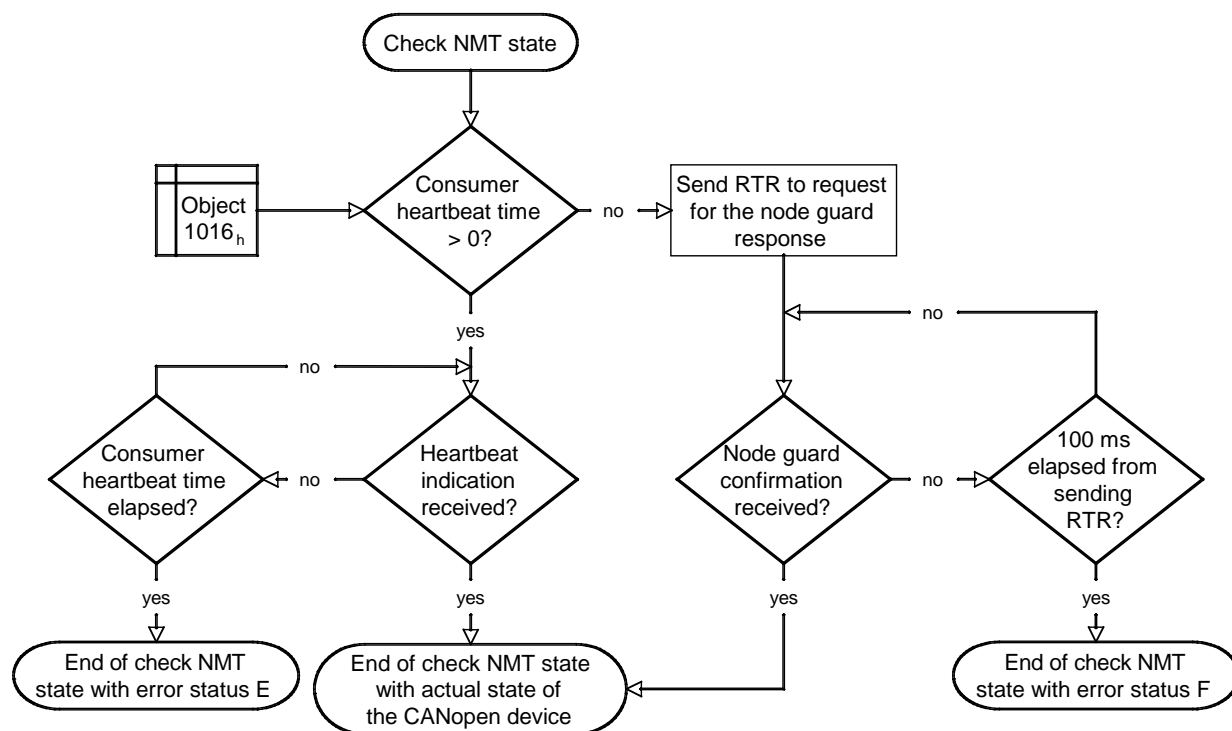 Check NMT state
Object
1016h
Consumer
heartbeat time
> 0?
no
Send RTR to request
for the node guard
response
yes
no
no
Consumer
heartbeat time
elapsed?
no
Heartbeat
indication
received?
Node guard
confirmation
received?
no
100 ms
elapsed from
sending
RTR?
yes
yes
yes
yes
End of check NMT
state with error status E
End of check NMT state
with actual state of
the CANopen device
End of check NMT
state with error status F